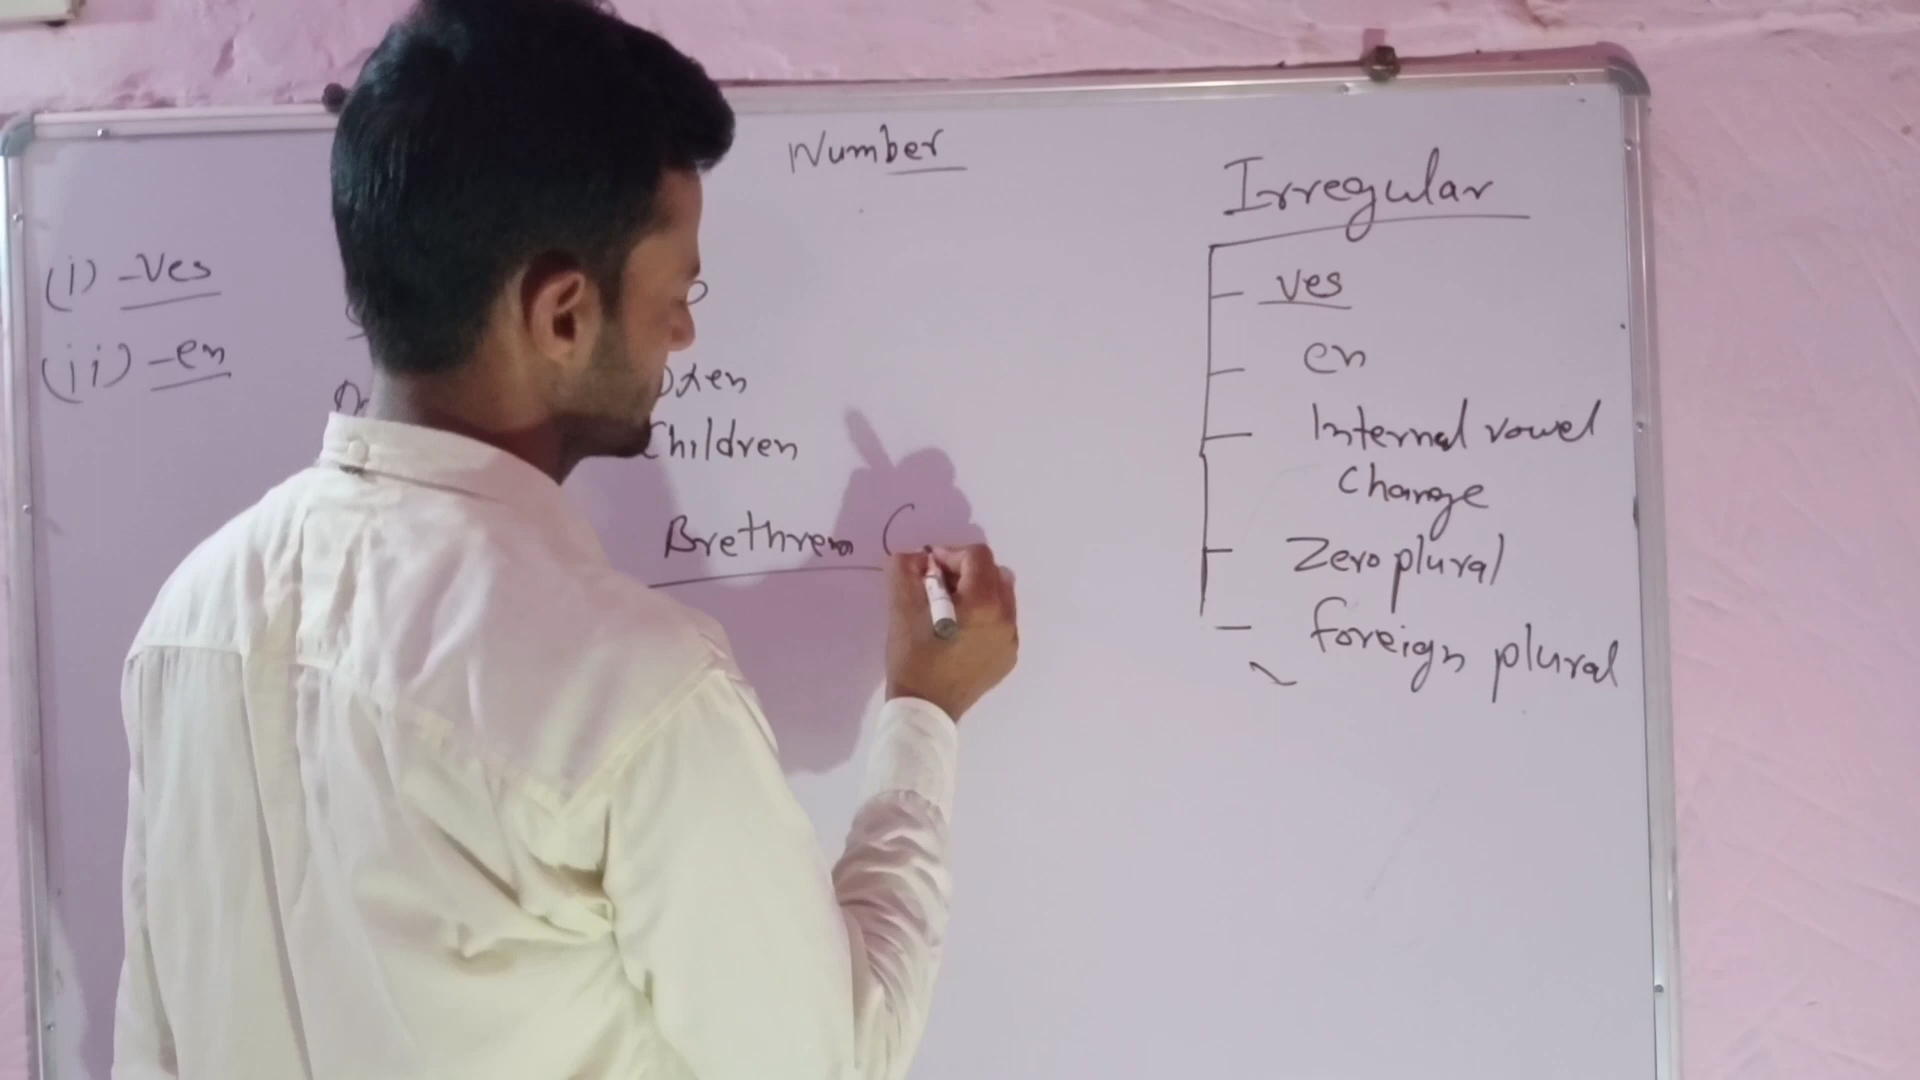 Number
(i) -ves
(ii) -en
Oxen
Children
Brethren (
Irregular
ves
en
Internal vowel
change
Zero plural
foreign plural